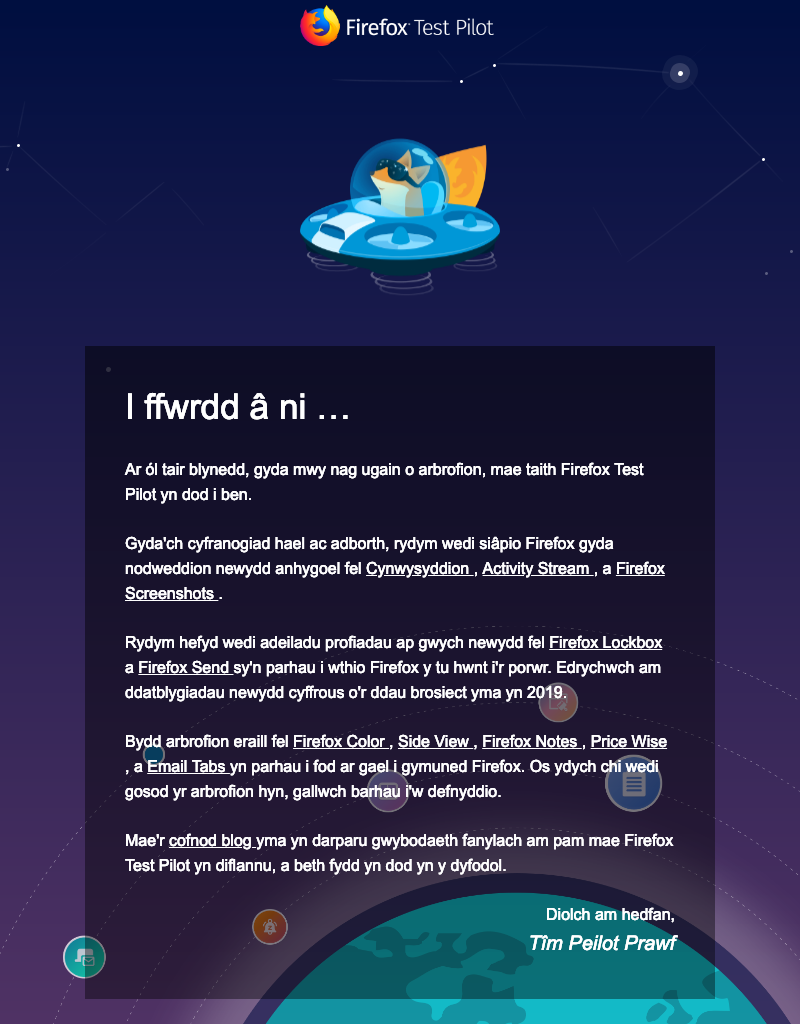 Firefox Test Pilot
I ffwrdd â ni …
Ar ól tair blynedd, gyda mwy nag ugain o arbrofion, mae taith Firefox Test
Pilot yn dod i ben.
Gyda'ch cyfranogiad hael ac adborth, rydym wedi siâpio Firefox gyda
nodweddion newydd anhygoel fel Cynwysyddion , Activity Stream , a Firefox
Screenshots .
Rydym hefyd wedi adeiladu profiadau ap gwych newydd fel Firefox Lockbox
a Firefox Send sy'n parhau i wthio Firefox y tu hwnt i'r porwr. Edrychwch am
ddatblygiadau newydd cyffrous o'r ddau brosiect yma yn 2019.
Bydd arbrofion eraill fel Firefox Color , Side View , Firefox Notes , Price Wise
, a Email Tabs yn parhau i fod ar gael i gymuned Firefox. Os ydych chi wedi
gosod yr arbrofion hyn, gallwch barhau i'w defnyddio.
Mae'r cofnod blog yma yn darparu gwybodaeth fanylach am pam mae Firefox
Test Pilot yn diflannu, a beth fydd yn dod yn y dyfodol.
Diolch am hedfan,
Tîm Peilot Prawf